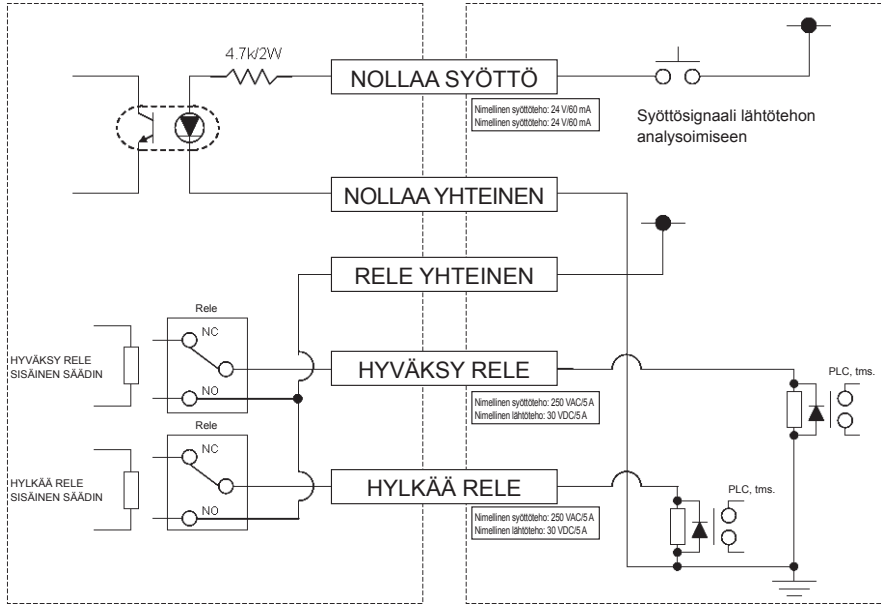 4.7k/2W
NOLLAA SYÖTTÖ
Nimellinen syöttöteho: 24 V/60 mA
Nimellinen syöttöteho: 24 V/60 mA
Syöttösignaali lähtötehon
analysoimiseen
NOLLAA YHTEINEN
RELE YHTEINEN
Rele
NC
NO
HYVÄKSY RELE
SISÄINEN SÄÄDIN
HYVÄKSY RELE
Nimellinen syöttöteho: 250 VAC/5 A
Nimellinen lähtöteho: 30 VDC/5 A
PLC, tms.
Rele
NC
NO
HYLKÄÄ RELE
SISÄINEN SÄÄDIN
HYLKÄÄ RELE
Nimellinen syöttöteho: 250 VAC/5 A
Nimellinen lähtöteho: 30 VDC/5 A
PLC, tms.